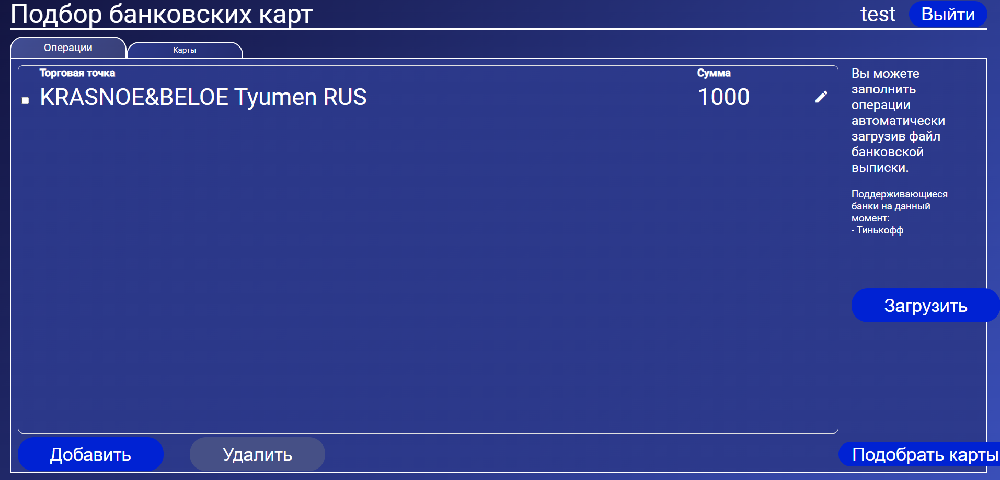 Подбор банковских карт
test
Выйти
Операции
Карты
Торговая точка
Сумма
KRASNOE&BELOE Tyumen RUS
1000
Вы можете
заполнить
операции
автоматически
загрузив файл
банковской
выписки.
Поддерживающиеся
банки на данный
момент:
- Тинькофф
Загрузить
Добавить
Удалить
Подобрать карты